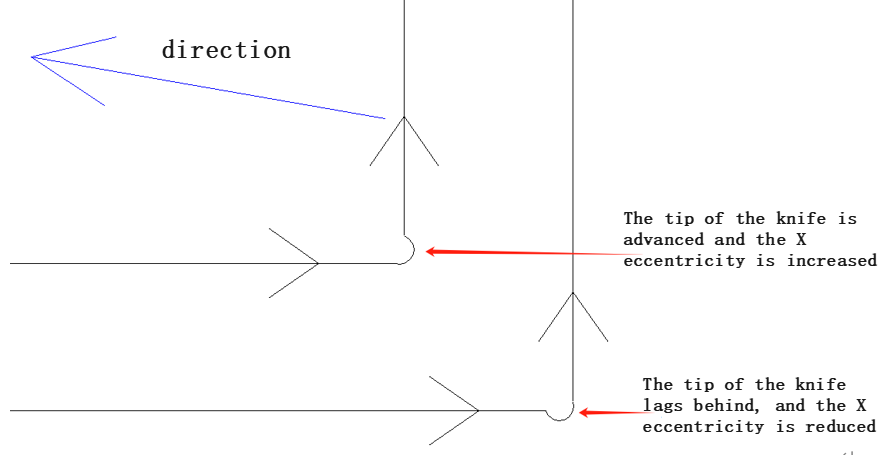 direction
The tip of the knife is
advanced and the X
eccentricity is increased
The tip of the knife
lags behind, and the X
eccentricity is reduced